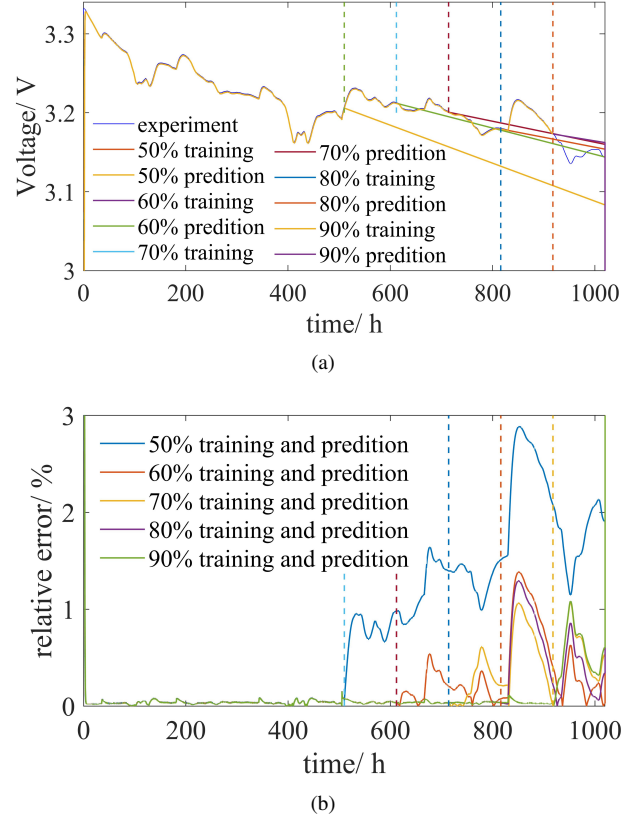 3.3
3.2
3.1
3
Voltage/ V
experiment
50% training
50% predition
60% training
60% predition
70% training
70% predition
80% training
80% predition
90% training
90% predition
0 200 400 600 800 1000
time/ h
(a)
3
2
1
0
relative error/ %
50% training and predition
60% training and predition
70% training and predition
80% training and predition
90% training and predition
0 200 400 600 800 1000
time/ h
(b)